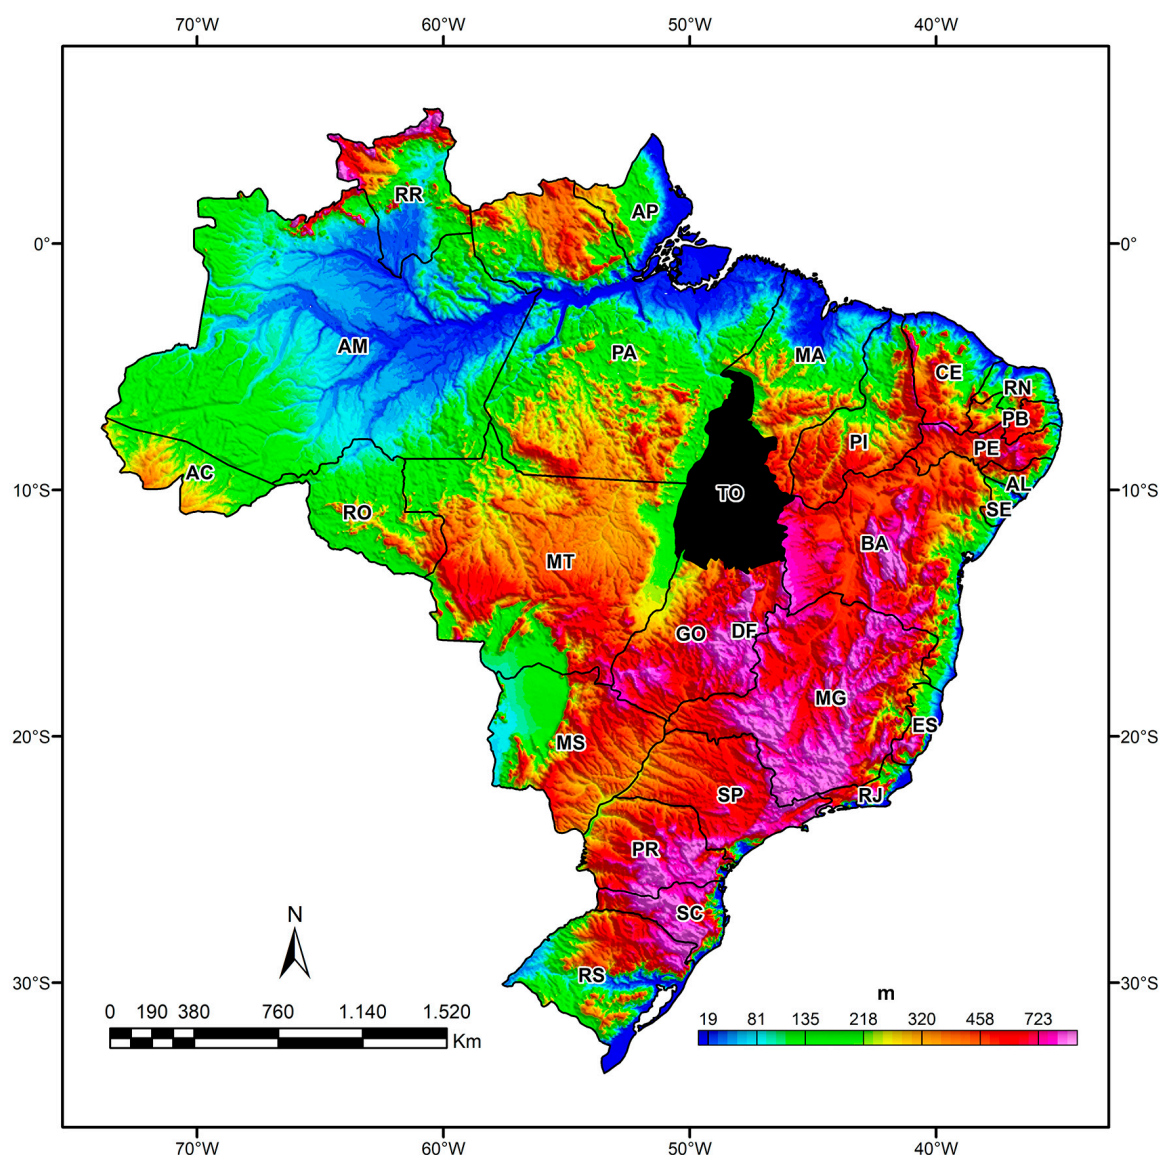 70°W 60°W 50°W 40°W
RR
AP
0° 0°
AM
PA
MA
CE
RN
PB
PI
PE
AC
AL
10°S TO 10°S
SE
RO
BA
MT
GO DF
MG
ES
20°S 20°S
MS
SP
RJ
PR
N
SC
RS
30°S 30°S
m
0 190 380 760 1.140 1.520
Km
19 81 135 218 320 458 723
70°W 60°W 50°W 40°W